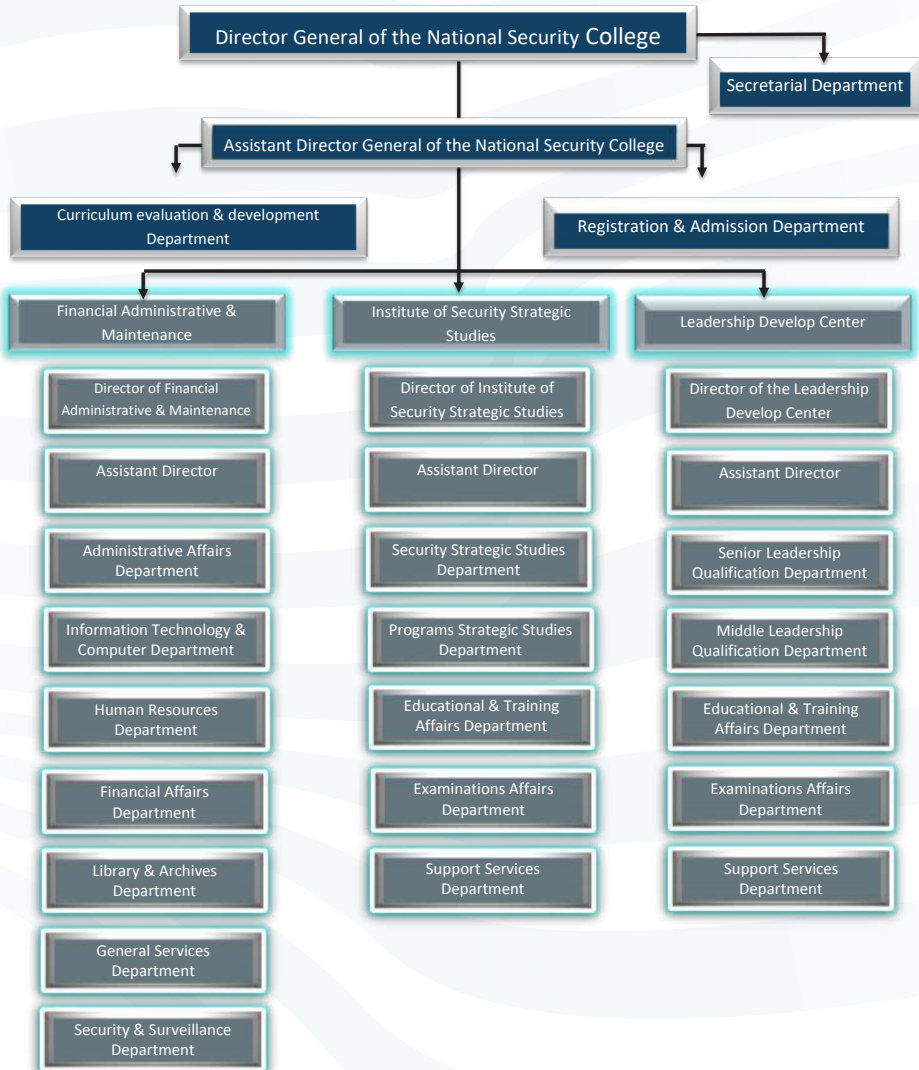 Director General of the National Security College
Secretarial Department
Assistant Director General of the National Security College
Curriculum evaluation & development
Department
Registration & Admission Department
Financial Administrative &
Maintenance
Director of Financial
Administrative & Maintenance
Assistant Director
Administrative Affairs
Department
Information Technology &
Computer Department
Human Resources
Department
Financial Affairs
Department
Library & Archives
Department
General Services
Department
Security & Surveillance
Department
Institute of Security Strategic
Studies
Director of Institute of
Security Strategic Studies
Assistant Director
Security Strategic Studies
Department
Programs Strategic Studies
Department
Educational & Training
Affairs Department
Examinations Affairs
Department
Support Services
Department
Leadership Develop Center
Director of the Leadership
Develop Center
Assistant Director
Senior Leadership
Qualification Department
Middle Leadership
Qualification Department
Educational & Training
Affairs Department
Examinations Affairs
Department
Support Services
Department